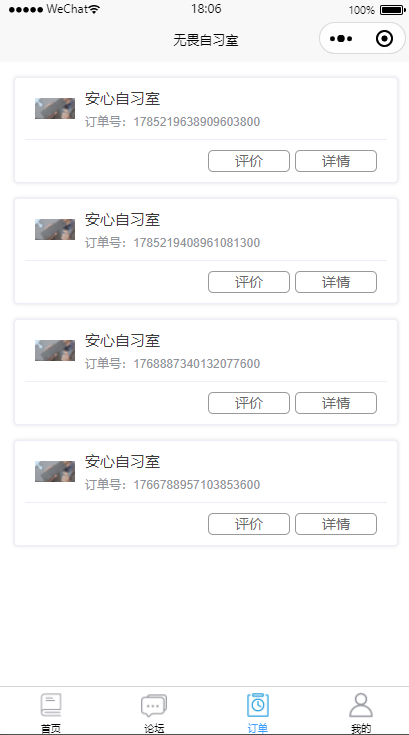 WeChat 18:06 100%
无畏自习室
安心自习室
订单号：1785219638909603800
评价 详情
安心自习室
订单号：1785219408961081300
评价 详情
安心自习室
订单号：1768887340132077600
评价 详情
安心自习室
订单号：1766788957103853600
评价 详情
首页 论坛 订单 我的